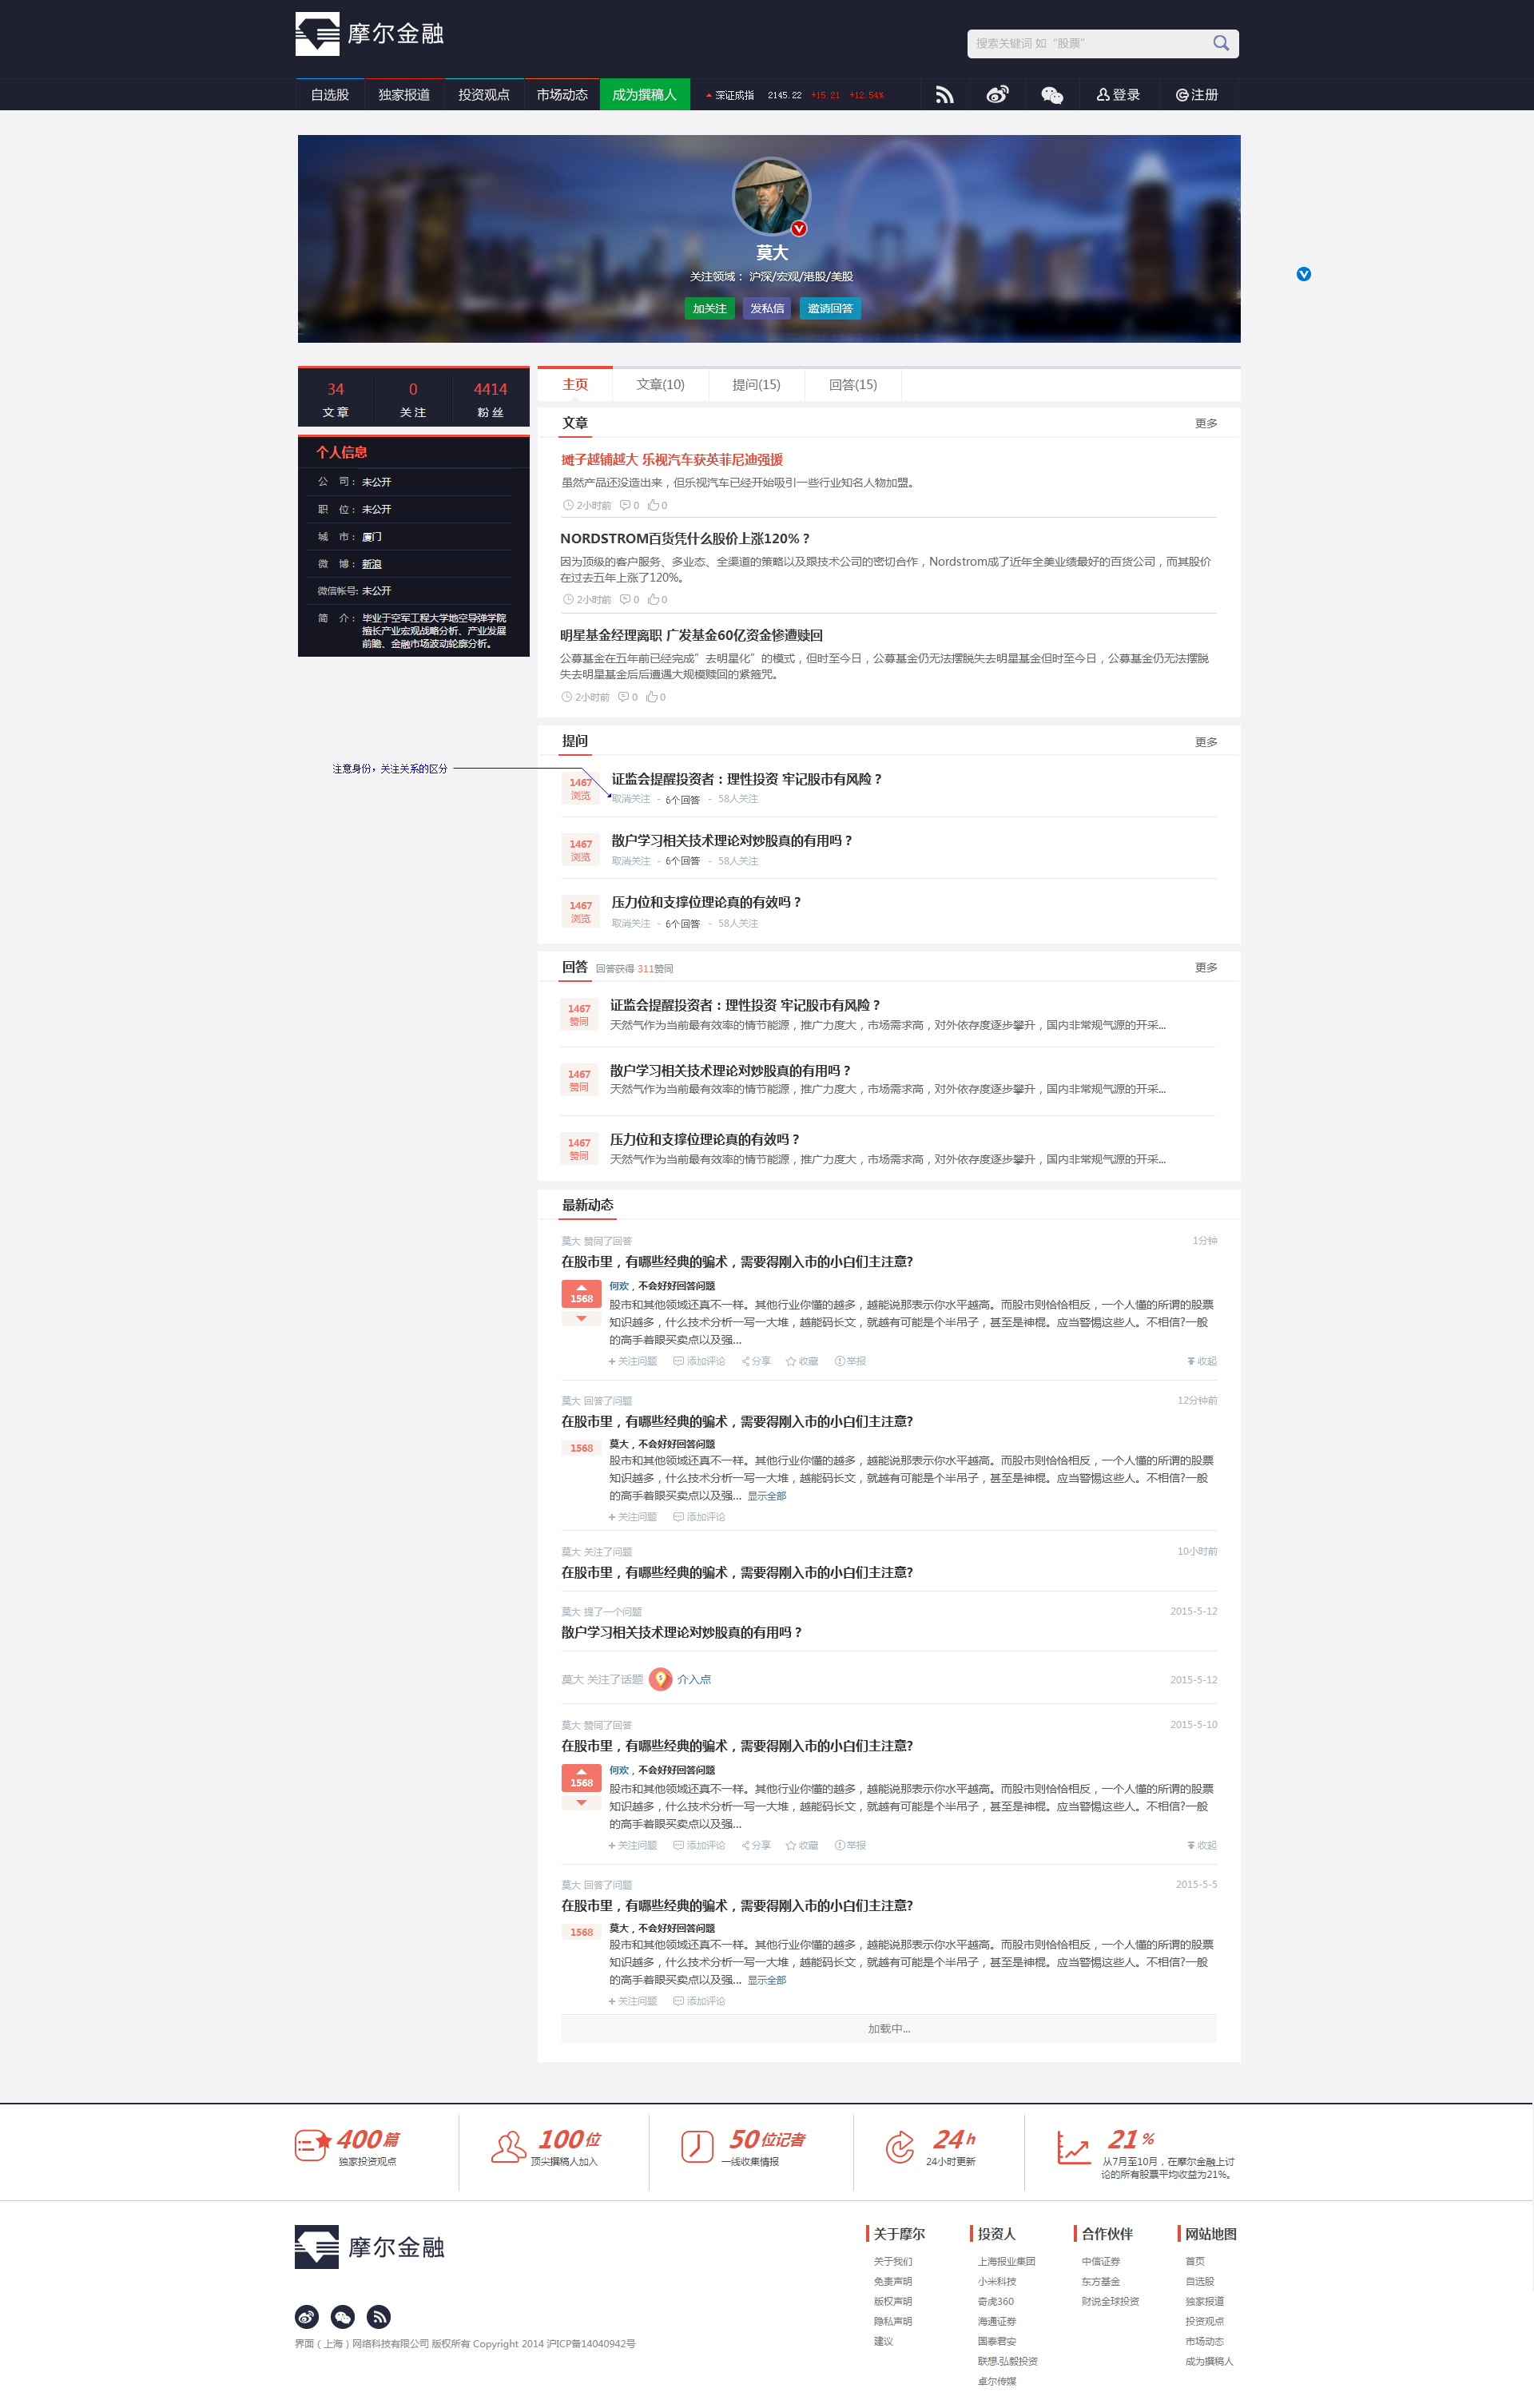 摩尔金融
搜索关键词 如“股票”
自选股 独家报道 投资观点 市场动态 成为撰稿人 深证成指 2145.22 +15.21 +12.54% 登录 注册
莫大
关注领域： 沪深/宏观/港股/美股
加关注 发私信 邀请回答
34 0 4414
文章 关注 粉丝
个人信息
公 司： 未公开
职 位： 未公开
城 市： 厦门
微 博： 新浪
微信帐号: 未公开
简 介： 毕业于空军工程大学地空导弹学院
擅长产业宏观战略分析、产业发展
前瞻、金融市场波动轮廓分析。
主页 文章(10) 提问(15) 回答(15)
文章 更多
摊子越铺越大 乐视汽车获英菲尼迪强援
虽然产品还没造出来，但乐视汽车已经开始吸引一些行业知名人物加盟。
2小时前 0 0
NORDSTROM百货凭什么股价上涨120%？
因为顶级的客户服务、多业态、全渠道的策略以及跟技术公司的密切合作，Nordstrom成了近年全美业绩最好的百货公司，而其股价
在过去五年上涨了120%。
2小时前 0 0
明星基金经理离职 广发基金60亿资金惨遭赎回
公募基金在五年前已经完成”去明星化”的模式，但时至今日，公募基金仍无法摆脱失去明星基金但时至今日，公募基金仍无法摆脱
失去明星基金后后遭遇大规模赎回的紧箍咒。
2小时前 0 0
提问 更多
注意身份，关注关系的区分
1467 证监会提醒投资者：理性投资 牢记股市有风险？
浏览 取消关注 - 6个回答 - 58人关注
1467 散户学习相关技术理论对炒股真的有用吗？
浏览 取消关注 - 6个回答 - 58人关注
1467 压力位和支撑位理论真的有效吗？
浏览 取消关注 - 6个回答 - 58人关注
回答 回答获得 311赞同 更多
1467 证监会提醒投资者：理性投资 牢记股市有风险？
赞同 天然气作为当前最有效率的情节能源，推广力度大，市场需求高，对外依存度逐步攀升，国内非常规气源的开采...
1467 散户学习相关技术理论对炒股真的有用吗？
赞同 天然气作为当前最有效率的情节能源，推广力度大，市场需求高，对外依存度逐步攀升，国内非常规气源的开采...
1467 压力位和支撑位理论真的有效吗？
赞同 天然气作为当前最有效率的情节能源，推广力度大，市场需求高，对外依存度逐步攀升，国内非常规气源的开采...
最新动态
莫大 赞同了回答 1分钟
在股市里，有哪些经典的骗术，需要得刚入市的小白们主注意?
1568 何欢，不会好好回答问题
股市和其他领域还真不一样。其他行业你懂的越多，越能说那表示你水平越高。而股市则恰恰相反，一个人懂的所谓的股票
知识越多，什么技术分析一写一大堆，越能码长文，就越有可能是个半吊子，甚至是神棍。应当警惕这些人。不相信?一般
的高手着眼买卖点以及强...
关注问题 添加评论 分享 收藏 举报 收起
莫大 回答了问题 12分钟前
在股市里，有哪些经典的骗术，需要得刚入市的小白们主注意?
1568 莫大，不会好好回答问题
股市和其他领域还真不一样。其他行业你懂的越多，越能说那表示你水平越高。而股市则恰恰相反，一个人懂的所谓的股票
知识越多，什么技术分析一写一大堆，越能码长文，就越有可能是个半吊子，甚至是神棍。应当警惕这些人。不相信?一般
的高手着眼买卖点以及强... 显示全部
关注问题 添加评论
莫大 关注了问题 10小时前
在股市里，有哪些经典的骗术，需要得刚入市的小白们主注意?
莫大 提了一个问题 2015-5-12
散户学习相关技术理论对炒股真的有用吗？
莫大 关注了话题 介入点 2015-5-12
莫大 赞同了回答 2015-5-10
在股市里，有哪些经典的骗术，需要得刚入市的小白们主注意?
1568 何欢，不会好好回答问题
股市和其他领域还真不一样。其他行业你懂的越多，越能说那表示你水平越高。而股市则恰恰相反，一个人懂的所谓的股票
知识越多，什么技术分析一写一大堆，越能码长文，就越有可能是个半吊子，甚至是神棍。应当警惕这些人。不相信?一般
的高手着眼买卖点以及强...
关注问题 添加评论 分享 收藏 举报 收起
莫大 回答了问题 2015-5-5
在股市里，有哪些经典的骗术，需要得刚入市的小白们主注意?
1568 莫大，不会好好回答问题
股市和其他领域还真不一样。其他行业你懂的越多，越能说那表示你水平越高。而股市则恰恰相反，一个人懂的所谓的股票
知识越多，什么技术分析一写一大堆，越能码长文，就越有可能是个半吊子，甚至是神棍。应当警惕这些人。不相信?一般
的高手着眼买卖点以及强... 显示全部
关注问题 添加评论
加载中...
400篇 100位 50位记者 24h 21%
独家投资观点 顶尖撰稿人加入 一线收集情报 24小时更新 从7月至10月，在摩尔金融上讨
论的所有股票平均收益为21%。
摩尔金融
关于摩尔 投资人 合作伙伴 网站地图
关于我们 上海报业集团 中信证券 首页
免责声明 小米科技 东方基金 自选股
版权声明 奇虎360 财说全球投资 独家报道
隐私声明 海通证券 投资观点
建议 国泰君安 市场动态
联想.弘毅投资 成为撰稿人
卓尔传媒
界面（上海）网络科技有限公司 版权所有 Copyright 2014 沪ICP备14040942号